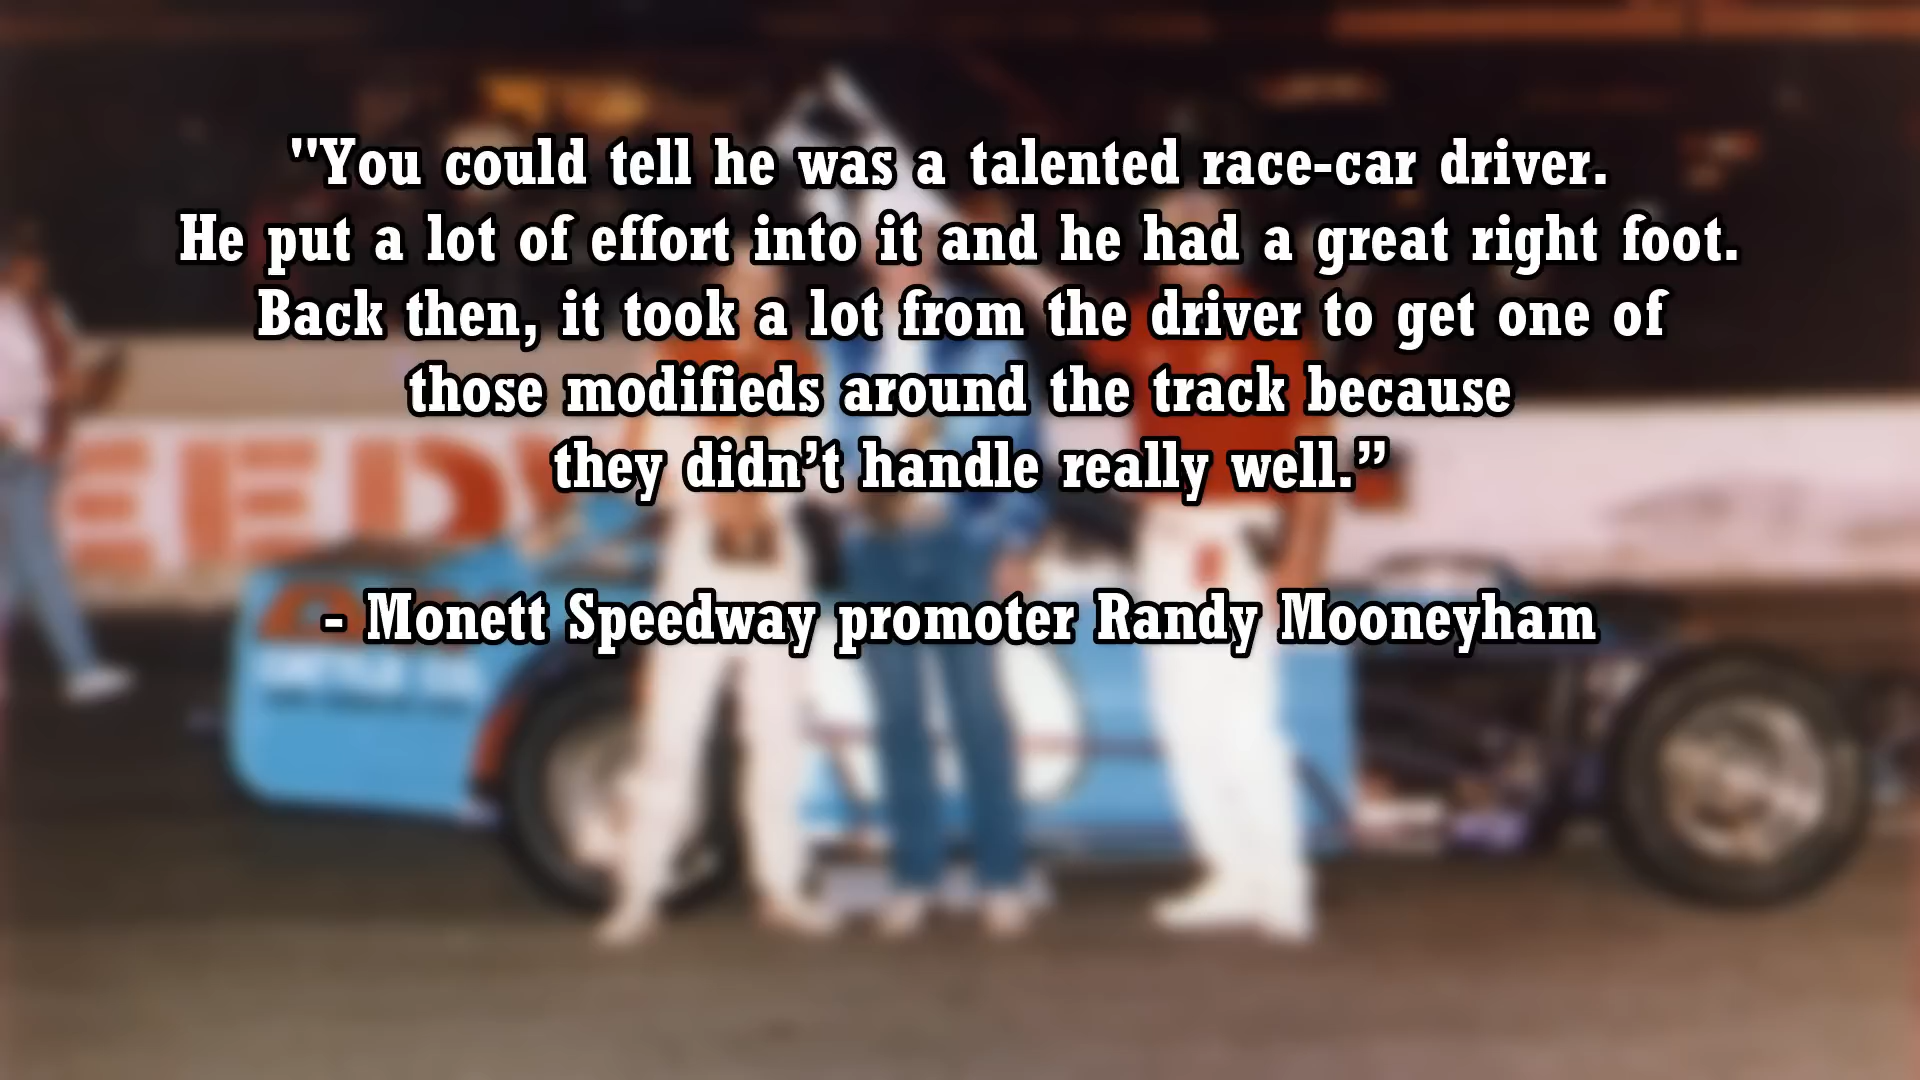 "You could tell he was a talented race-car driver.
He put a lot of effort into it and he had a great right foot.
Back then, it took a lot from the driver to get one of
those modifieds around the track because
they didn’t handle really well.”
- Monett Speedway promoter Randy Mooneyham